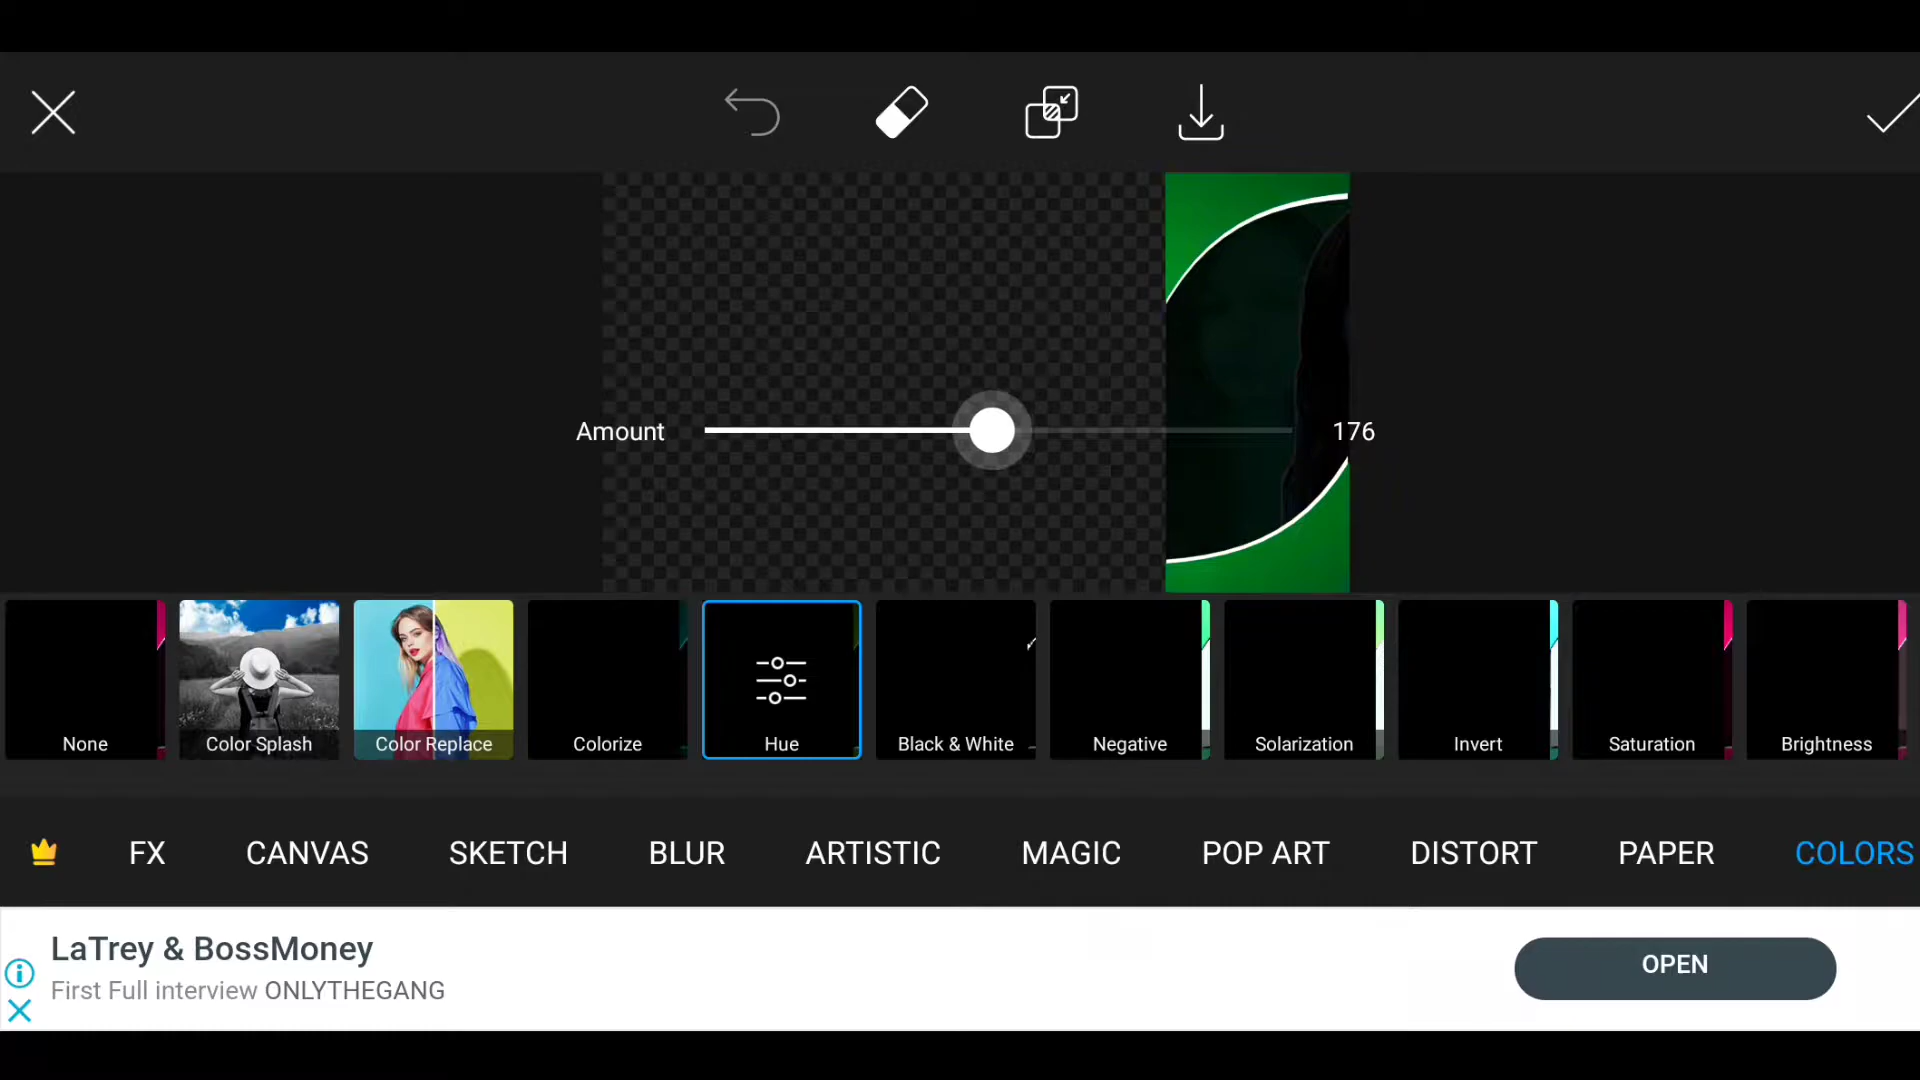 Amount
176
None
Color Splash
Color Replace
Colorize
Hue
Black & White
Negative
Solarization
Invert
Saturation
Brightness
FX
CANVAS
SKETCH
BLUR
ARTISTIC
MAGIC
POP ART
DISTORT
PAPER
COLORS
LaTrey & BossMoney
First Full interview ONLYTHEGANG
OPEN